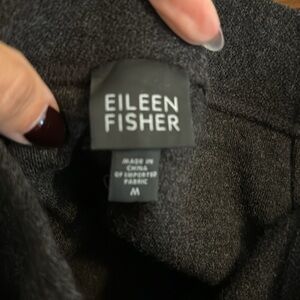 EILEEN
FISHER
MADE IN
CHINA
OF IMPORTED
FABRIC
M